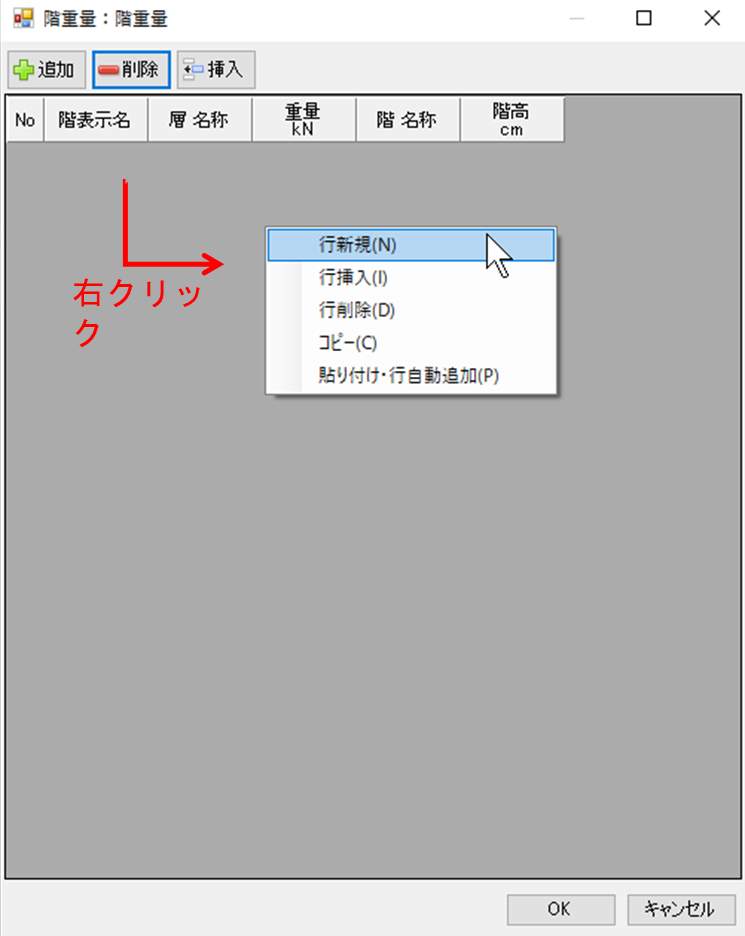 階重量：階重量
追加 削除 挿入
No 階表示名 層 名称 重量 kN 階 名称 階高 cm
行新規(N)
行挿入(I)
行削除(D)
コピー(C)
貼り付け・行自動追加(P)
右クリッ
ク
OK キャンセル